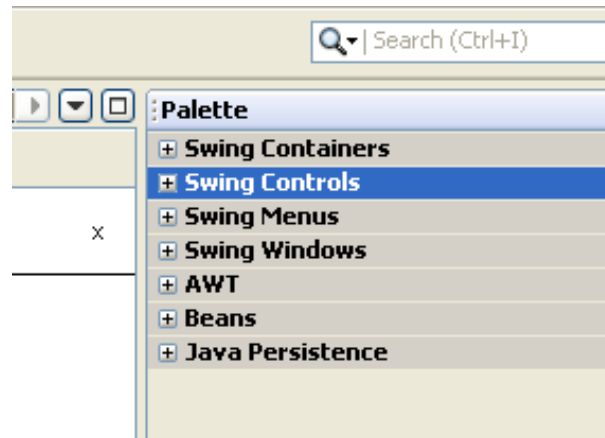 Search (Ctrl+I)
Palette
Swing Containers
Swing Controls
Swing Menus
x
Swing Windows
AWT
Beans
Java Persistence